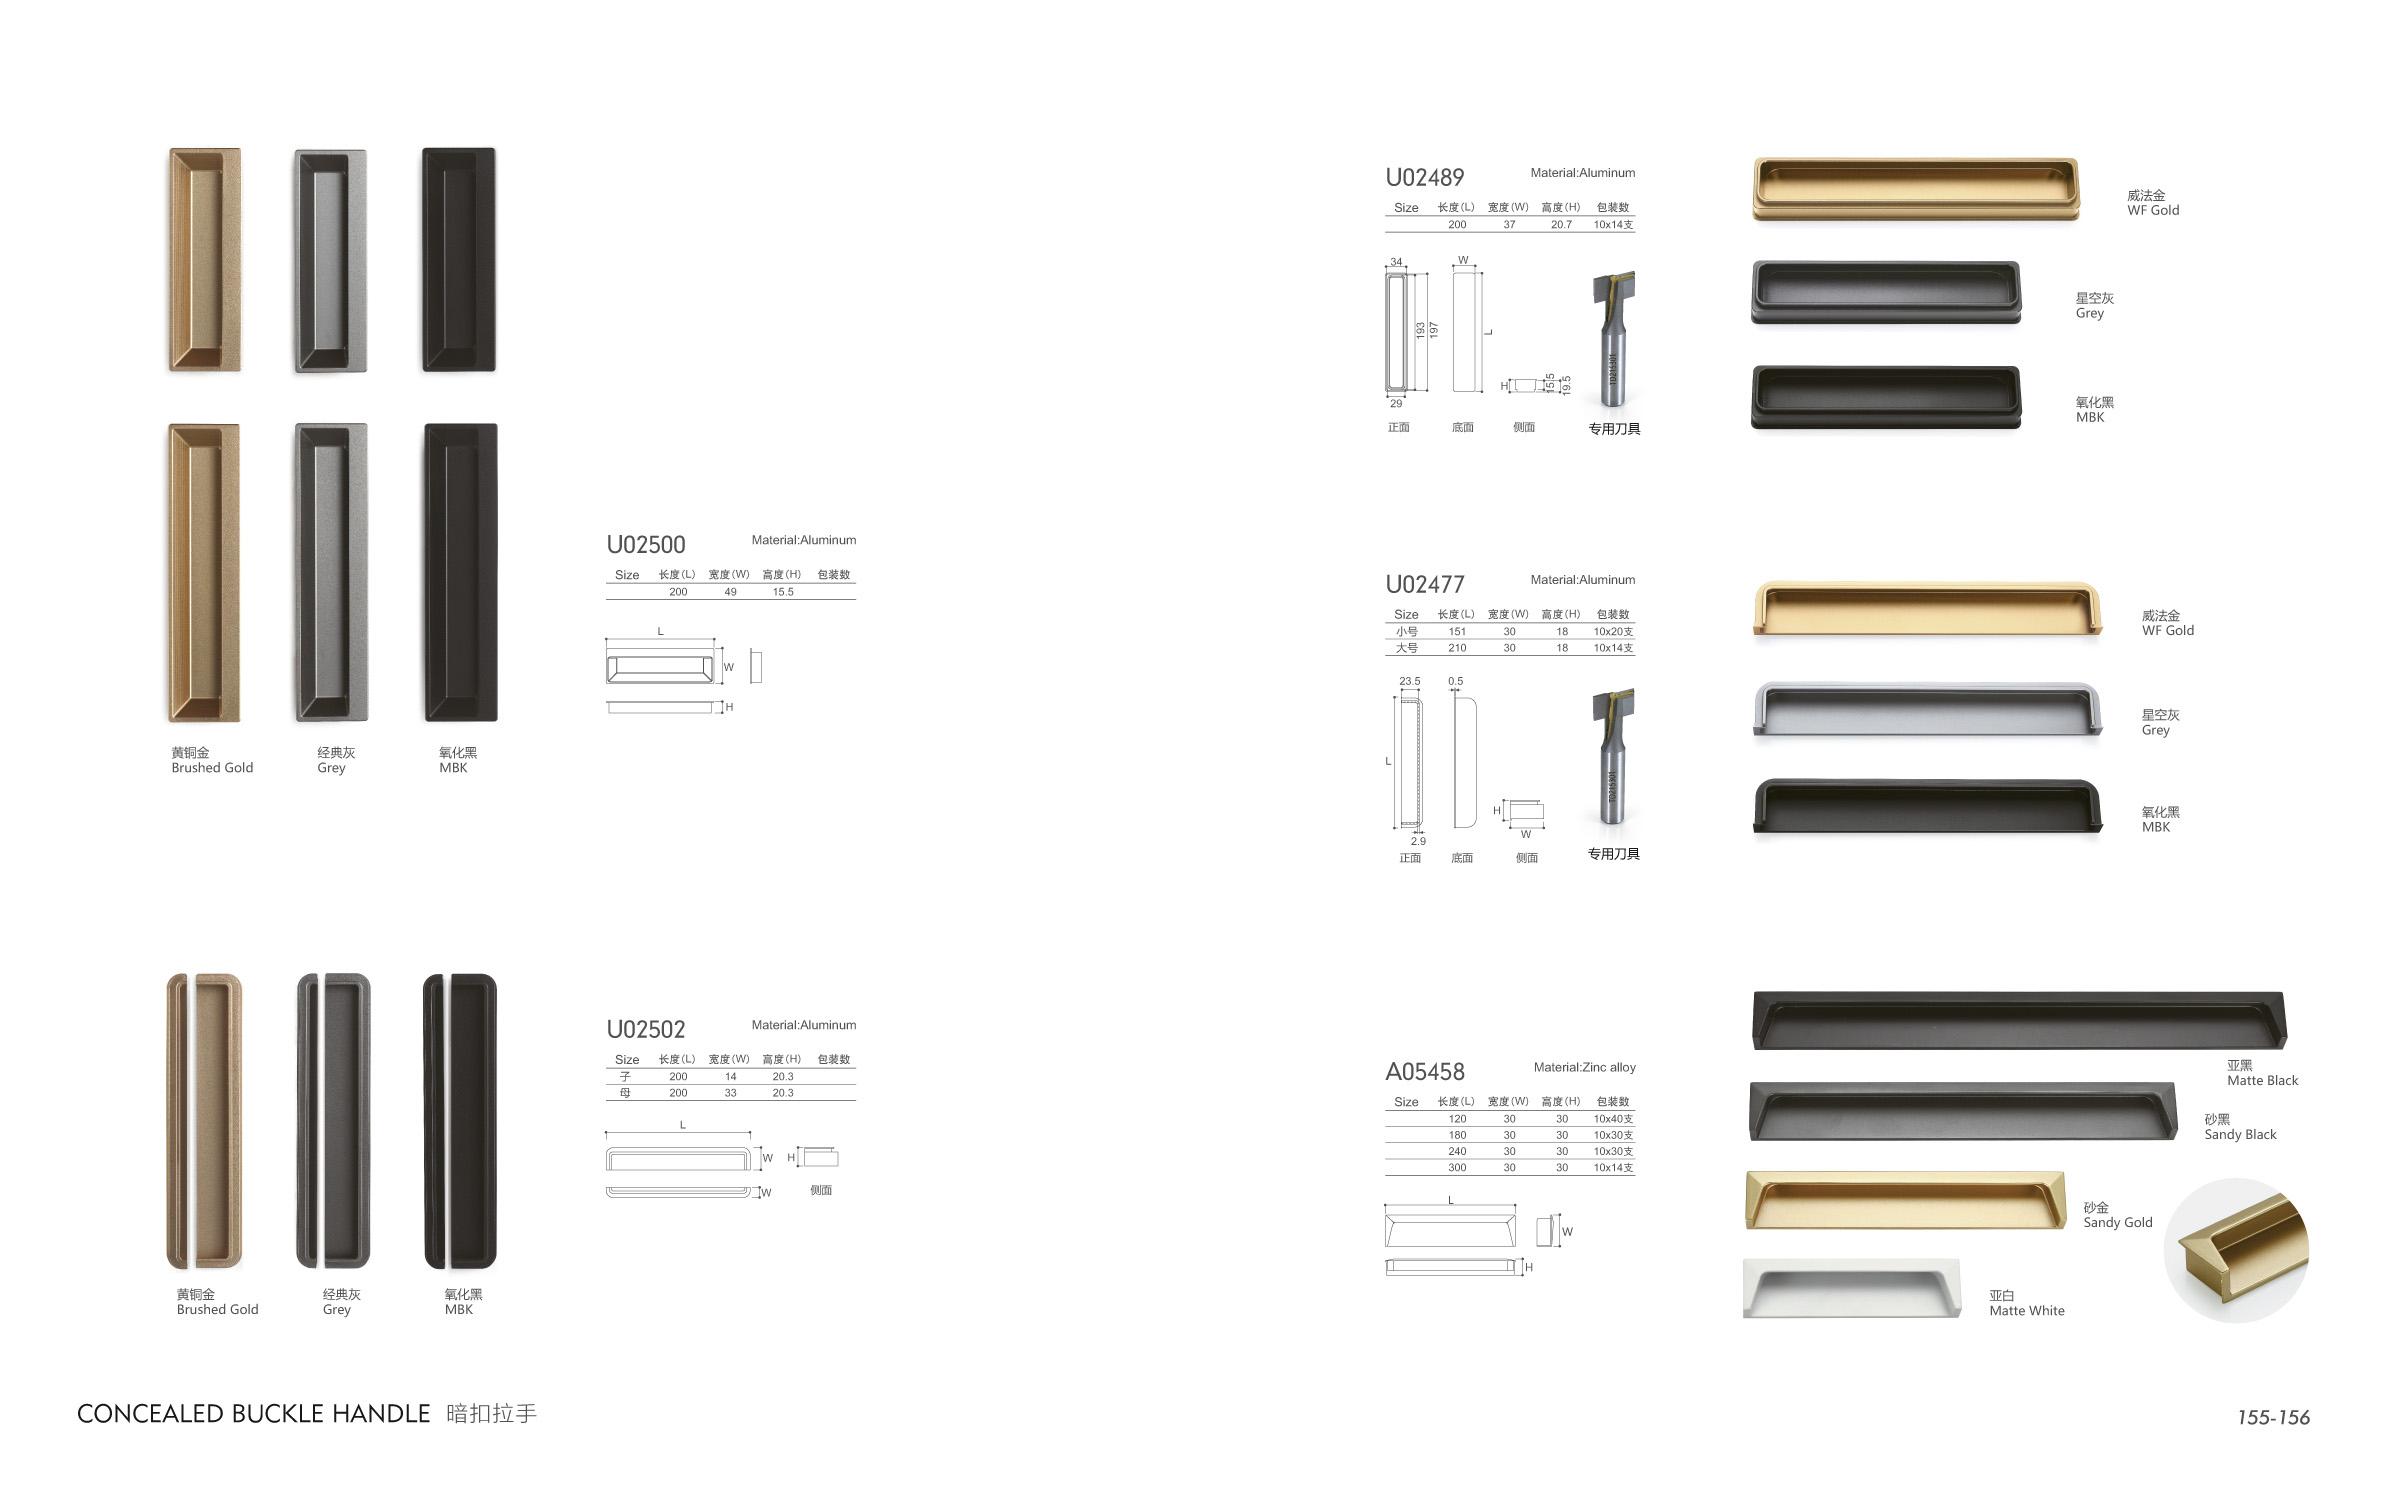 U02500
Material:Aluminum
Size 长度(L) 宽度(W) 高度(H) 包装数
200 49 15.5
L
W
H
黄铜金
Brushed Gold
经典灰
Grey
氧化黑
MBK
U02502
Material:Aluminum
Size 长度(L) 宽度(W) 高度(H) 包装数
子 200 14 20.3
母 200 33 20.3
L
W
H
W
侧面
黄铜金
Brushed Gold
经典灰
Grey
氧化黑
MBK
U02489
Material:Aluminum
Size 长度(L) 宽度(W) 高度(H) 包装数
200 37 20.7 10x14支
34
193
197
29
W
L
H
15.5
19.5
TD215301
正面
底面
侧面
专用刀具
威法金
WF Gold
星空灰
Grey
氧化黑
MBK
U02477
Material:Aluminum
Size 长度(L) 宽度(W) 高度(H) 包装数
小号 151 30 18 10x20支
大号 210 30 18 10x14支
23.5
0.5
L
2.9
H
W
TD215301
正面
底面
侧面
专用刀具
威法金
WF Gold
星空灰
Grey
氧化黑
MBK
A05458
Material:Zinc alloy
Size 长度(L) 宽度(W) 高度(H) 包装数
120 30 30 10x40支
180 30 30 10x30支
240 30 30 10x30支
300 30 30 10x14支
L
W
H
亚黑
Matte Black
砂黑
Sandy Black
砂金
Sandy Gold
亚白
Matte White
CONCEALED BUCKLE HANDLE 暗扣拉手
155-156